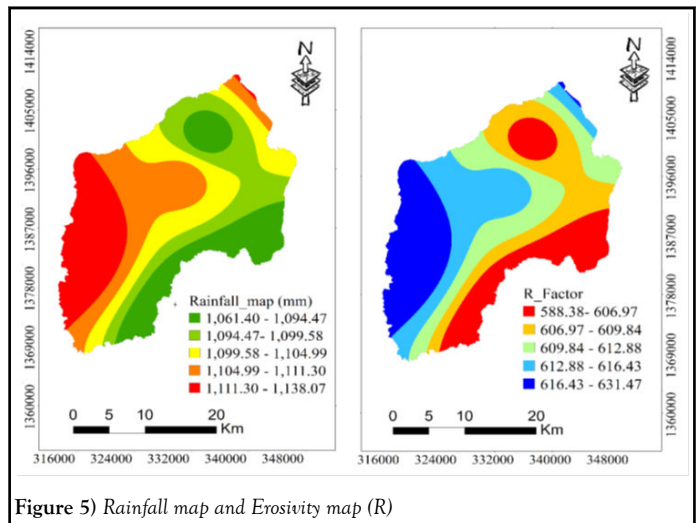 1414000
1405000
1396000
1387000
1378000
1369000
1360000
N
Rainfall_map (mm)
1,061.40 - 1,094.47
1,094.47- 1,099.58
1,099.58 - 1,104.99
1,104.99 - 1,111.30
1,111.30 - 1,138.07
0 5 10 20
Km
316000 324000 332000 340000 348000
N
R_Factor
588.38- 606.97
606.97 - 609.84
609.84 - 612.88
612.88 - 616.43
616.43 - 631.47
0 5 10 20
Km
316000 324000 332000 340000 348000
1414000
1405000
1396000
1387000
1378000
1369000
1360000
Figure 5) Rainfall map and Erosivity map (R)